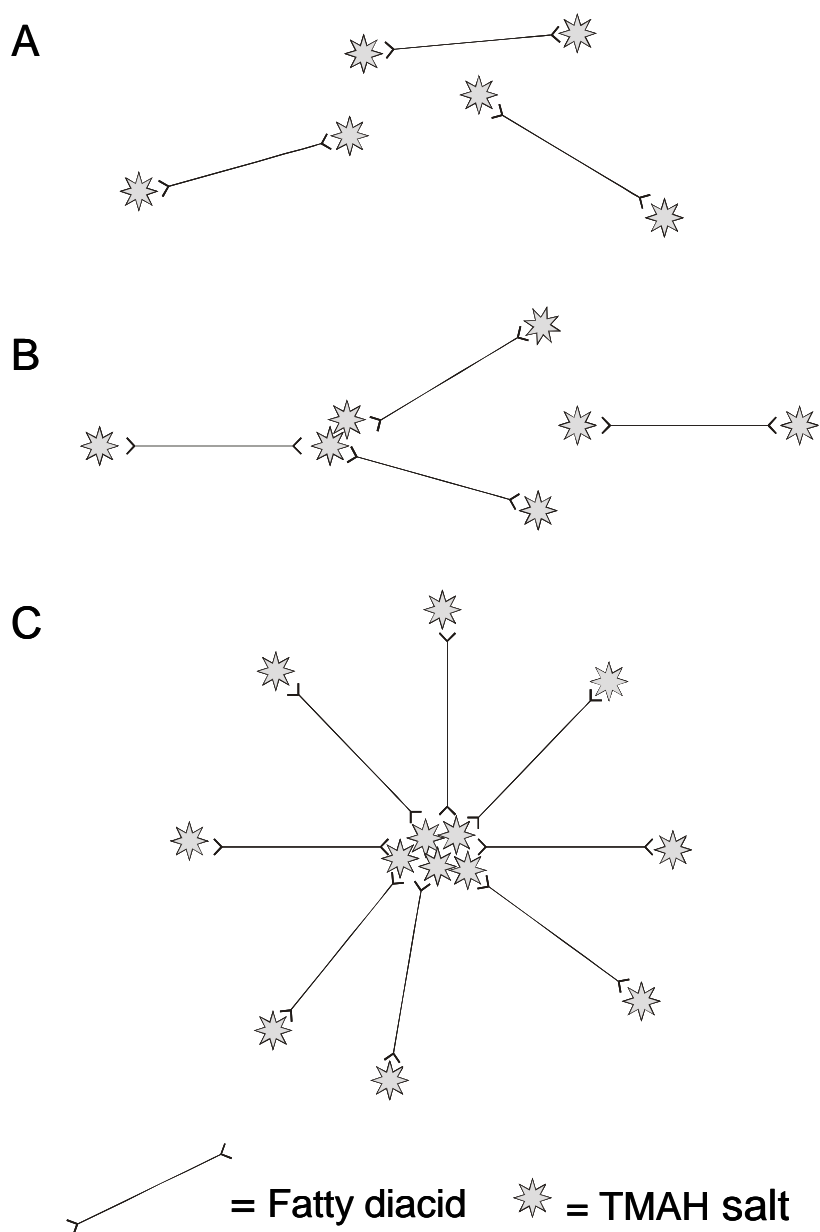 A
B
C
= Fatty diacid = TMAH salt